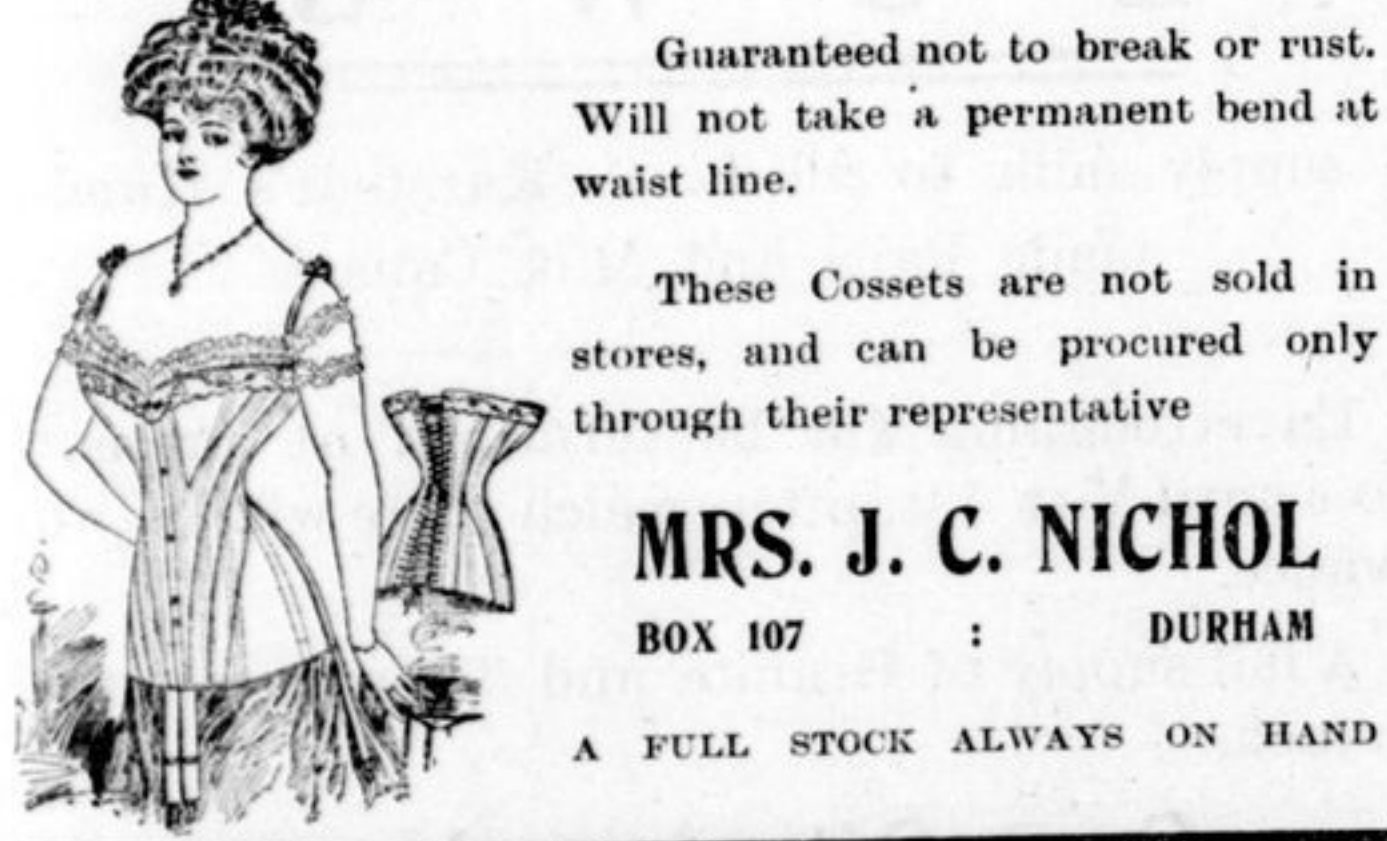 Guaranteed not to break or rust.
Will not take a permanent bend at
waist line.
These Cossets are not sold in
stores, and can be procured only
through their representative
MRS. J. C. NICHOL
BOX 107 : DURHAM
A FULL STOCK ALWAYS ON HAND